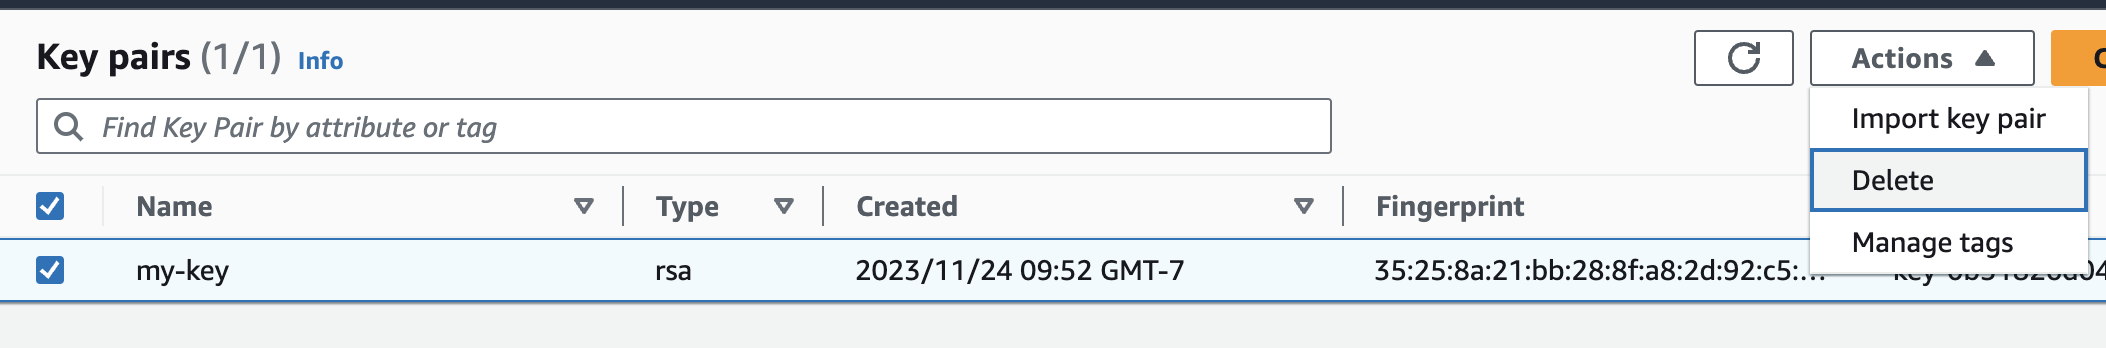 Key pairs (1/1) Info
Actions
Find Key Pair by attribute or tag
Import key pair
Delete
Manage tags
Name Type Created Fingerprint
my-key rsa 2023/11/24 09:52 GMT-7 35:25:8a:21:bb:28:8f:a8:2d:92:c5:...